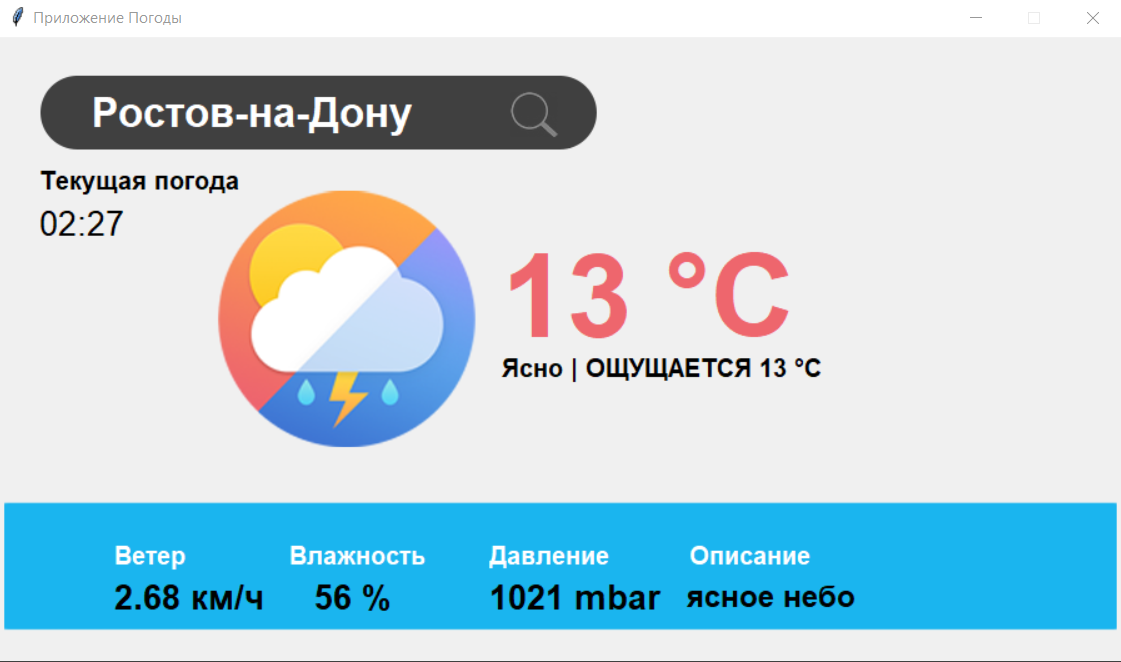 Приложение Погоды
Ростов-на-Дону
Текущая погода
02:27
13 °C
Ясно | ОЩУЩАЕТСЯ 13 °C
Ветер Влажность Давление Описание
2.68 км/ч 56 % 1021 mbar ясное небо